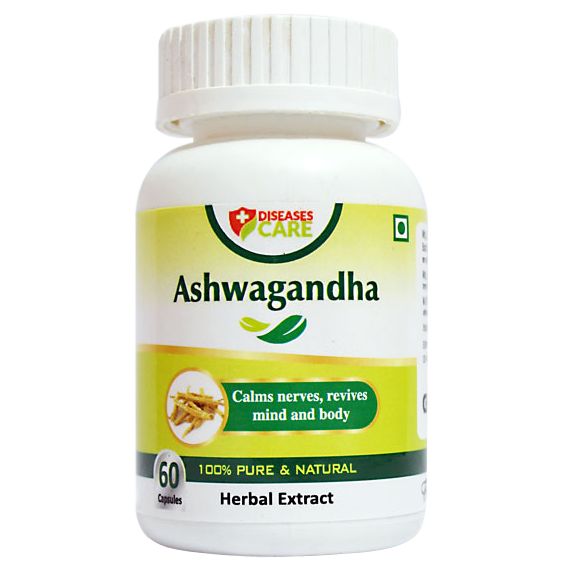 DISEASES
CARE
Ashwagandha
Calms nerves, revives
mind and body
60
Capsules
100% PURE & NATURAL
Herbal Extract